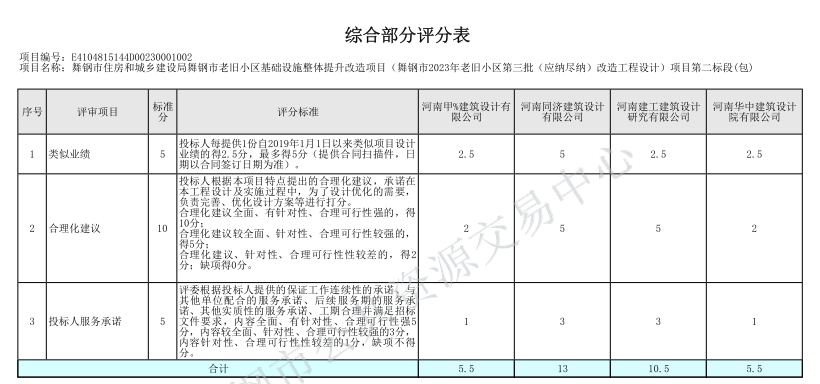 综合部分评分表
项目编号：E4104815144D00230001002
项目名称：舞钢市住房和城乡建设局舞钢市老旧小区基础设施整体提升改造项目（舞钢市2023年老旧小区第三批（应纳尽纳）改造工程设计）项目第二标段(包)
序号 评审项目 标准分 评分标准 河南甲%建筑设计有限公司 河南同济建筑设计有限公司 河南建工建筑设计研究有限公司 河南华中建筑设计院有限公司
1 类似业绩 5
投标人每提供1份自2019年1月1日以来类似项目设
业绩的得2.5分，最多得5分（提供合同扫描件，日
期以合同签订日期为准）。
2.5 5 2.5 2.5
2 合理化建议 10
投标人根据本项目特点提出的合理化建议，承诺在
本工程设计及实施过程中，为了设计优化的需要，
负责完善、优化设计方案等进行打分。
合理化建议全面、有针对性、合理可行性强的，得
10分；
合理化建议较全面、针对性、合理可行性较强的，
得5分；
合理化建议、针对性、合理可行性性较差的，得2
分；缺项得0分。
2 5 5 2
3 投标人服务承诺 5
评委根据投标人提供的保证工作连续性的承诺、与
其他单位配合的服务承诺、后续服务期的服务承
诺、其他实质性的服务承诺、工期合理并满足招标
文件要求，内容全面、有针对性、合理可行性强5
分，内容较全面、针对性、合理可行性较强的3分，
内容针对性、合理可行性性较差的1分，缺项不得
分。
1 3 3 1
合计 5.5 13 10.5 5.5